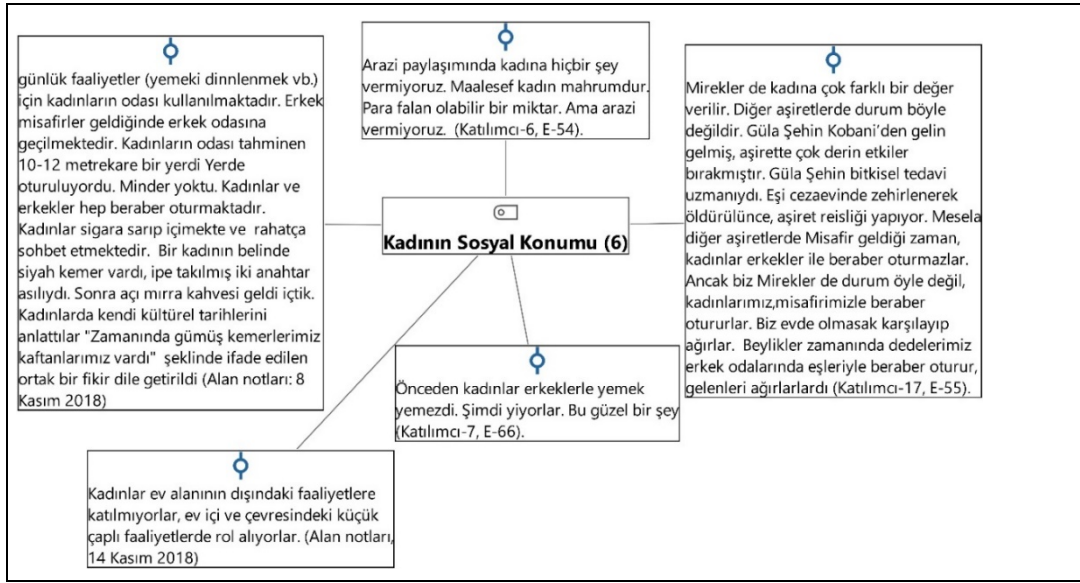 günlük faaliyetler (yemeki dinnlenmek vb.)
için kadınların odası kullanılmaktadır. Erkek
misafirler geldiğinde erkek odasına
geçilmektedir. Kadınların odası tahminen
10-12 metrekare bir yerdi Yerde
oturuluyordu. Minder yoktu. Kadınlar ve
erkekler hep beraber oturmaktadır.
Kadınlar sigara sarıp içimekte ve rahatça
sohbet etmektedir. Bir kadının belinde
siyah kemer vardı, ipe takılmış iki anahtar
asılıydı. Sonra açı mırra kahvesi geldi içtik.
Kadınlarda kendi kültürel tarihlerini
anlattılar "Zamanında gümüş kemerlerimiz
kaftanlarımız vardı" şeklinde ifade edilen
ortak bir fikir dile getirildi (Alan notları: 8
Kasım 2018)
Arazi paylaşımında kadına hiçbir şey
vermiyoruz. Maalesef kadın mahrumdur.
Para falan olabilir bir miktar. Ama arazi
vermiyoruz. (Katılımcı-6, E-54).
Mirekler de kadına çok farklı bir değer
verilir. Diğer aşiretlerde durum böyle
değildir. Güla Şehin Kobani’den gelin
gelmiş, aşirette çok derin etkiler
bırakmıştır. Güla Şehin bitkisel tedavi
uzmanıydı. Eşi cezaevinde zehirlenerek
öldürülünce, aşiret reisliği yapıyor. Mesela
diğer aşiretlerde Misafir geldiği zaman,
kadınlar erkekler ile beraber oturmazlar.
Ancak biz Mirekler de durum öyle değil,
kadınlarımız,misafirimizle beraber
otururlar. Biz evde olmasak karşılayıp
ağırlar. Beylikler zamanında dedelerimiz
erkek odalarında eşleriyle beraber oturur,
gelenleri ağırlarlardı (Katılımcı-17, E-55).
Kadının Sosyal Konumu (6)
Önceden kadınlar erkeklerle yemek
yemezdi. Şimdi yiyorlar. Bu güzel bir şey
(Katılımcı-7, E-66).
Kadınlar ev alanının dışındaki faaliyetlere
katılmıyorlar, ev içi ve çevresindeki küçük
çaplı faaliyetlerde rol alıyorlar. (Alan notları,
14 Kasım 2018)